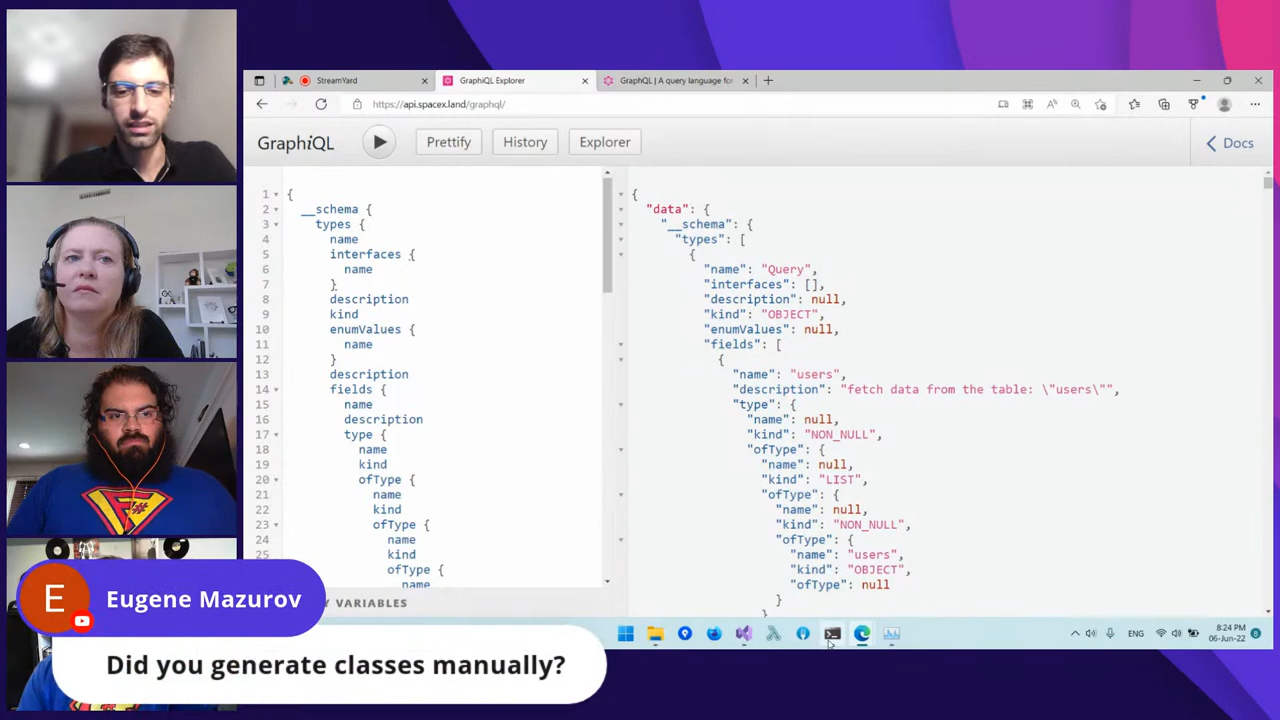 StreamYard
GraphiQL Explorer
GraphQL | A query language for
https://api.spacex.land/graphql/
GraphiQL
Prettify
History
Explorer
Docs
1 {
2 __schema {
3 types {
4 name
5 interfaces {
6 name
7 }
8 description
9 kind
10 enumValues {
11 name
12 }
13 description
14 fields {
15 name
16 description
17 type {
18 name
19 kind
20 ofType {
21 name
22 kind
23 ofType {
24 name
25 kind
ofType {
name
{
"data": {
"__schema": {
"types": [
{
"name": "Query",
"interfaces": [],
"description": null,
"kind": "OBJECT",
"enumValues": null,
"fields": [
{
"name": "users",
"description": "fetch data from the table: \"users\"",
"type": {
"name": null,
"kind": "NON_NULL",
"ofType": {
"name": null,
"kind": "LIST",
"ofType": {
"name": null,
"kind": "NON_NULL",
"ofType": {
"name": "users",
"kind": "OBJECT",
"ofType": null
}
}
VARIABLES
ENG
8:24 PM
06-Jun-22
F#
E
Eugene Mazurov
Did you generate classes manually?